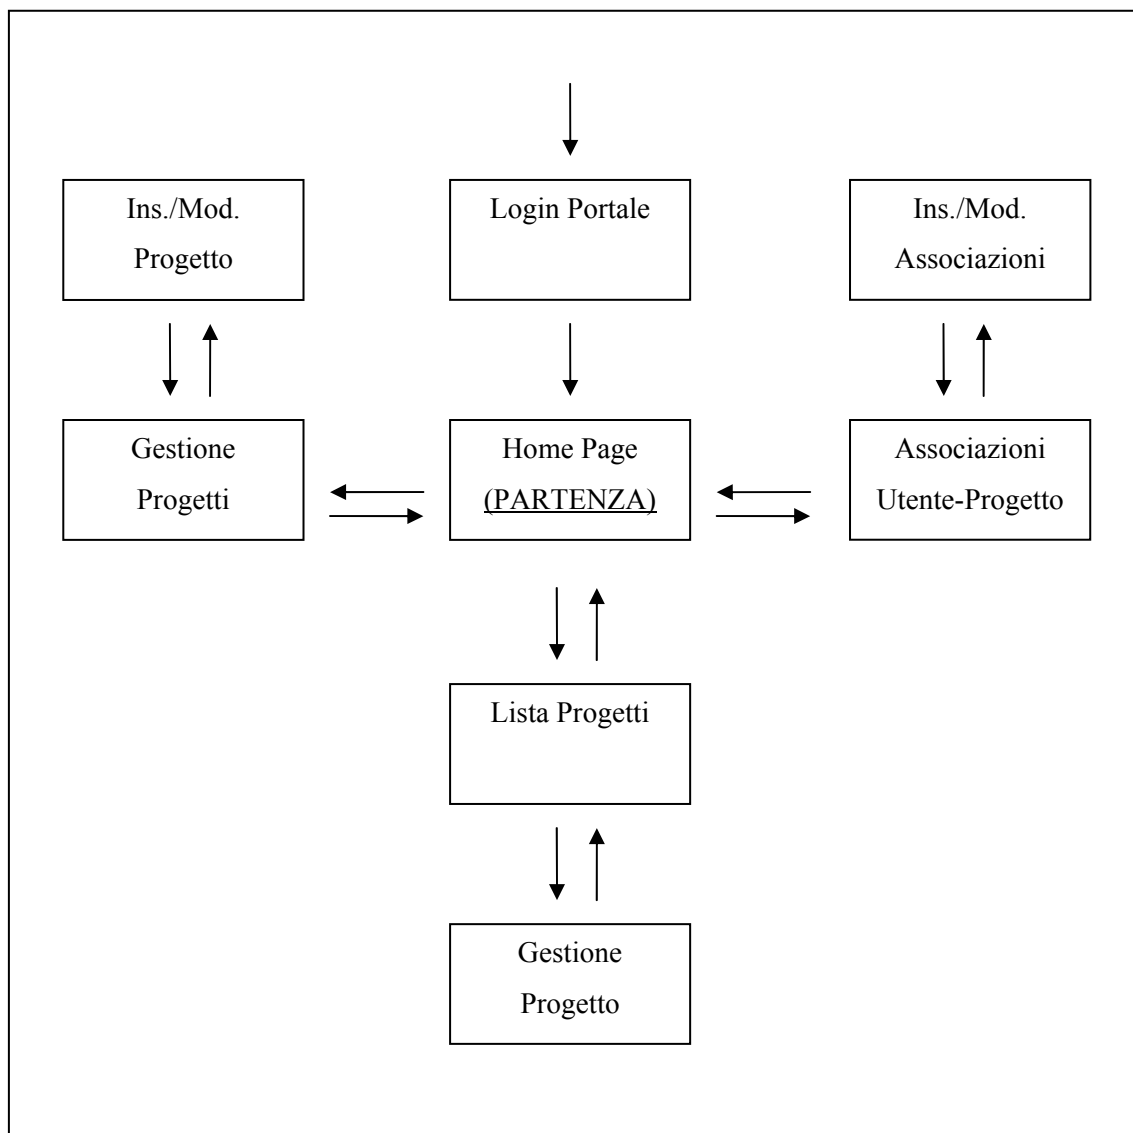 Ins./Mod.
Progetto
Login Portale
Ins./Mod.
Associazioni
Gestione
Progetti
Home Page
(PARTENZA)
Associazioni
Utente-Progetto
Lista Progetti
Gestione
Progetto